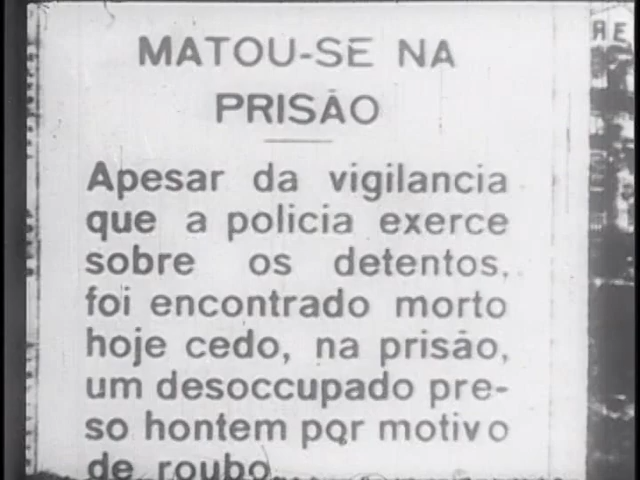 MATOU-SE NA
PRISÃO
Apesar da vigilancia
que a policia exerce
sobre os detentos,
foi encontrado morto
hoje cedo, na prisão,
um desoccupado pre-
so hontem por motivo
de roubo
RE